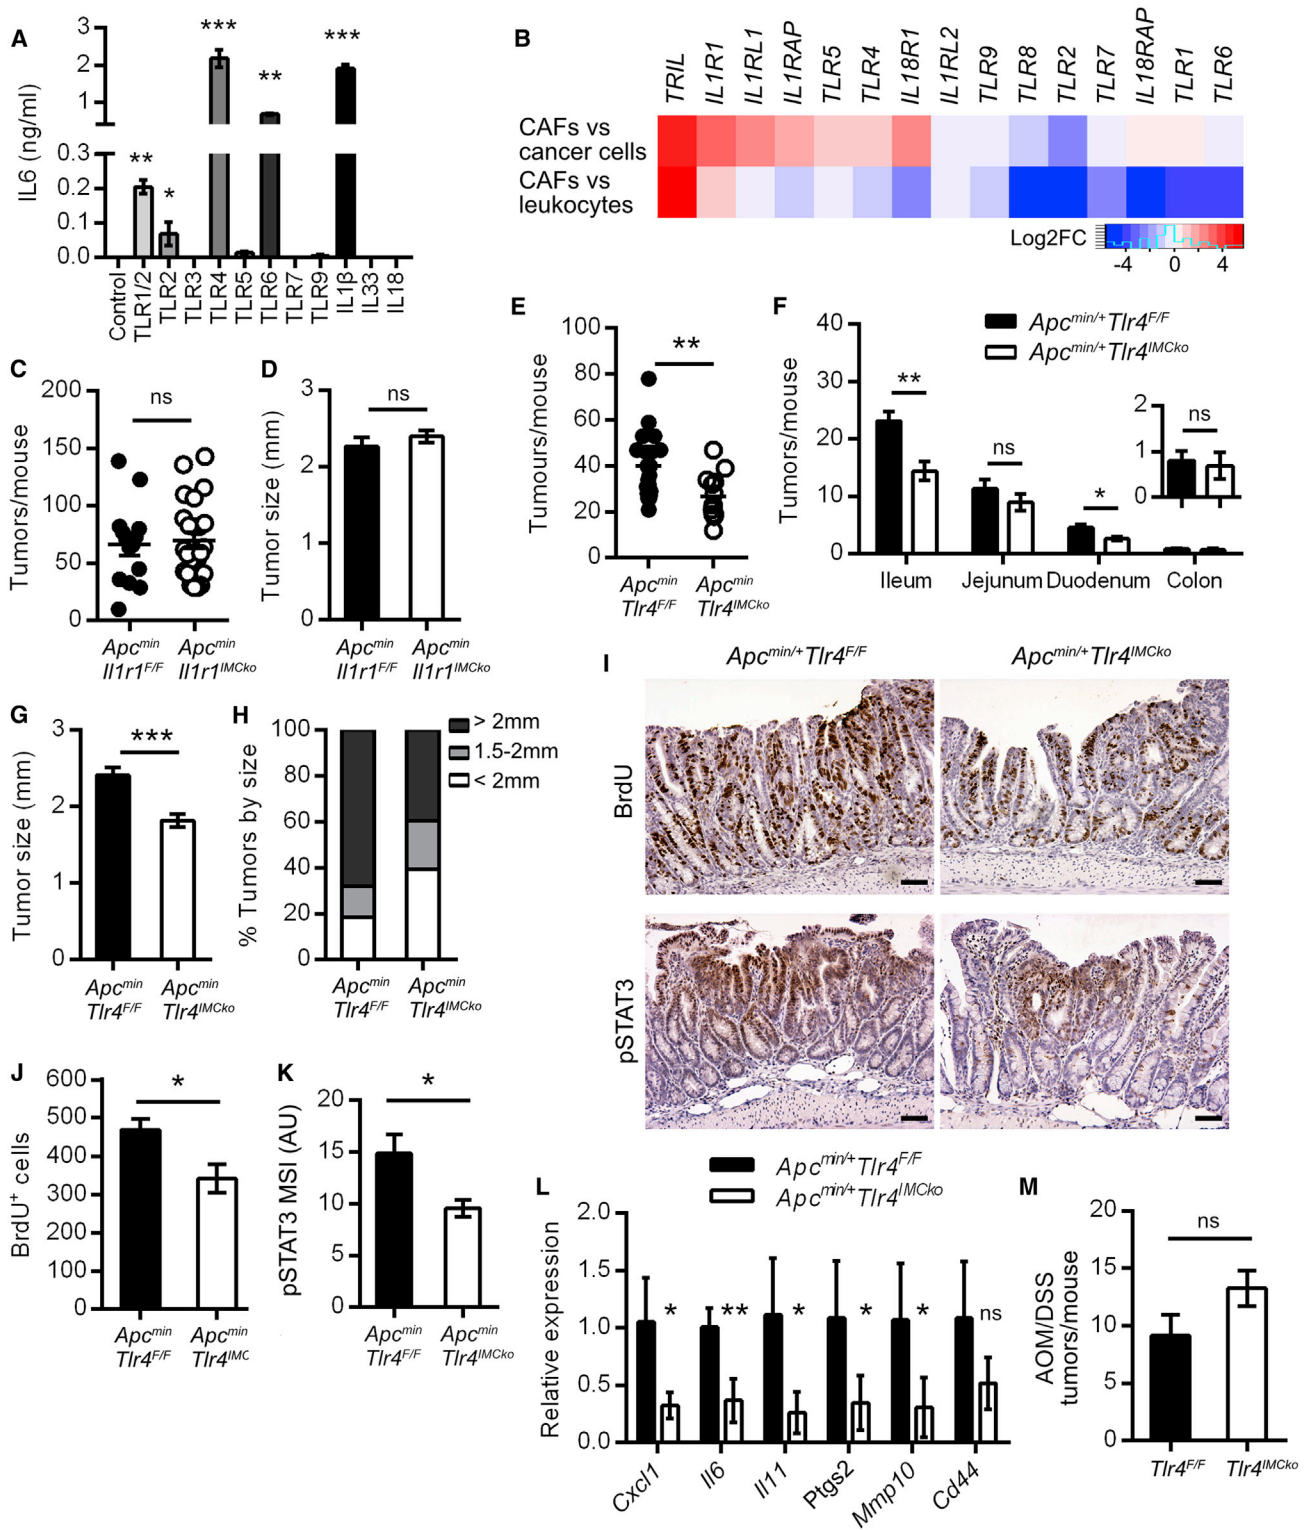 A
IL6 (ng/ml)
3
2
1
0.3
0.2
0.1
0.0
**
*
***
**
***
Control
TLR1/2
TLR2
TLR3
TLR4
TLR5
TLR6
TLR7
TLR9
IL1β
IL33
IL18
B
TRIL
IL1R1
IL1RL1
IL1RAP
TLR5
TLR4
IL18R1
IL1RL2
TLR9
TLR8
TLR2
TLR7
IL18RAP
TLR1
TLR6
CAFs vs
cancer cells
CAFs vs
leukocytes
Log2FC
-4 0 4
C
Tumors/mouse
200
150
100
50
0
ns
Apcmin
Il1r1F/F
Apcmin
Il1r1IMCko
D
Tumor size (mm)
3
2
1
0
ns
Apcmin
Il1r1F/F
Apcmin
Il1r1IMCko
E
Tumours/mouse
100
80
60
40
20
0
**
Apcmin
Tlr4F/F
Apcmin
Tlr4IMCko
F
Apcmin/+Tlr4F/F
Apcmin/+Tlr4IMCko
Tumors/mouse
40
30
20
10
0
**
ns
*
2
1
0
ns
Ileum
Jejunum
Duodenum
Colon
G
Tumor size (mm)
3
2
1
0
***
Apcmin
Tlr4F/F
Apcmin
Tlr4IMCko
H
% Tumors by size
100
80
60
40
20
0
> 2mm
1.5-2mm
< 2mm
Apcmin
Tlr4F/F
Apcmin
Tlr4IMCko
I
Apcmin/+Tlr4F/F
Apcmin/+Tlr4IMCko
BrdU
pSTAT3
J
BrdU+ cells
600
500
400
300
200
100
0
*
Apcmin
Tlr4F/F
Apcmin
Tlr4IMC
K
pSTAT3 MSI (AU)
20
15
10
5
0
*
Apcmin
Tlr4F/F
Apcmin
Tlr4IMCko
L
Apcmin/+Tlr4F/F
Apcmin/+Tlr4IMCko
Relative expression
2.0
1.5
1.0
0.5
0.0
*
**
*
*
*
ns
Cxcl1
Il6
Il11
Ptgs2
Mmp10
Cd44
M
AOM/DSS
tumors/mouse
20
15
10
5
0
ns
Tlr4F/F
Tlr4IMCko